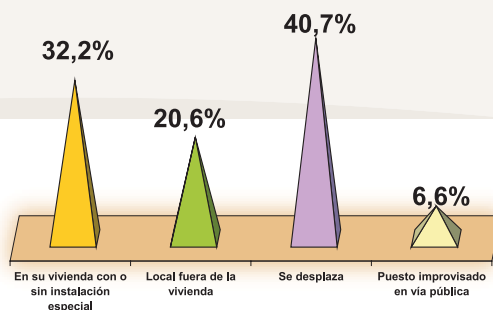 40,7%
32,2%
20,6%
6,6%
En su vivienda con o
sin instalación
especial
Local fuera de la
vivienda
Se desplaza
Puesto improvisado
en vía pública